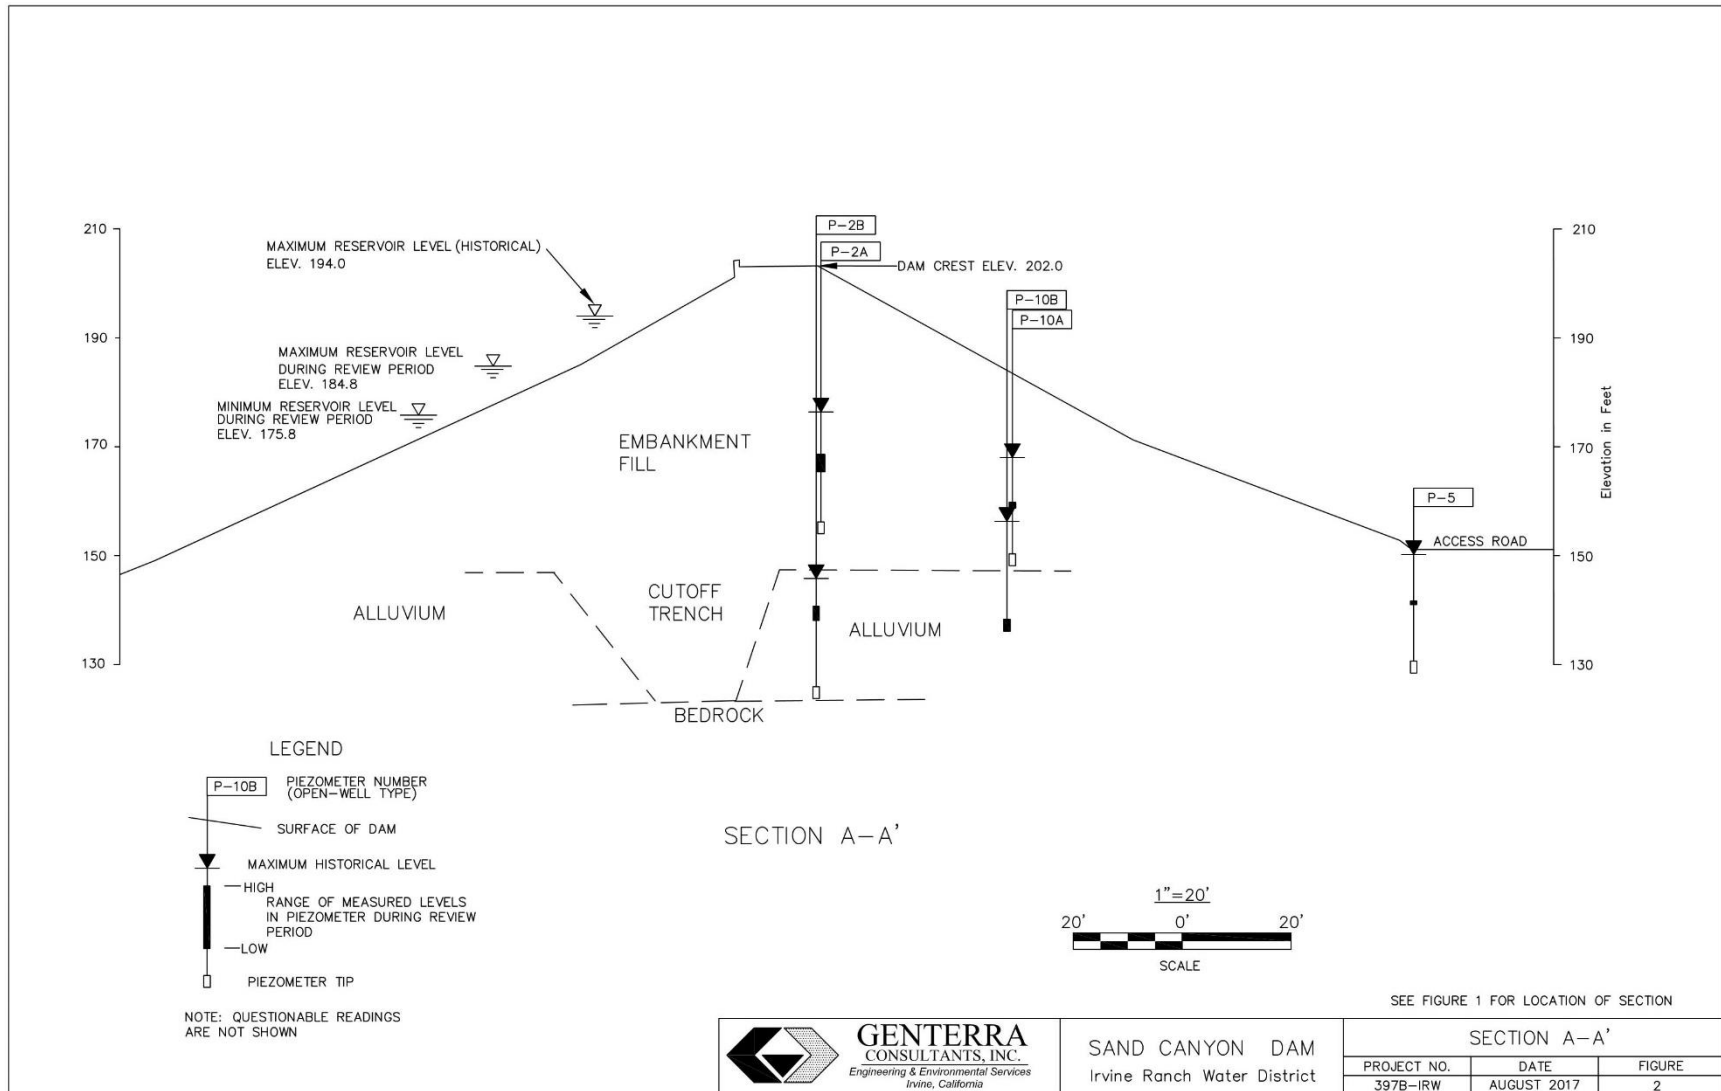 210
190
170
150
130
MAXIMUM RESERVOIR LEVEL (HISTORICAL)
ELEV. 194.0
MAXIMUM RESERVOIR LEVEL
DURING REVIEW PERIOD
ELEV. 184.8
MINIMUM RESERVOIR LEVEL
DURING REVIEW PERIOD
ELEV. 175.8
P-2B
P-2A
DAM CREST ELEV. 202.0
P-10B
P-10A
P-5
ACCESS ROAD
210
190
170
150
130
Elevation in Feet
EMBANKMENT
FILL
ALLUVIUM
CUTOFF
TRENCH
ALLUVIUM
BEDROCK
LEGEND
P-10B
PIEZOMETER NUMBER
(OPEN-WELL TYPE)
SURFACE OF DAM
MAXIMUM HISTORICAL LEVEL
HIGH
RANGE OF MEASURED LEVELS
IN PIEZOMETER DURING REVIEW
PERIOD
LOW
PIEZOMETER TIP
NOTE: QUESTIONABLE READINGS
ARE NOT SHOWN
SECTION A-A'
1"=20'
20' 0' 20'
SCALE
SEE FIGURE 1 FOR LOCATION OF SECTION
GENTERRA
CONSULTANTS, INC.
Engineering & Environmental Services
Irvine, California
SAND CANYON DAM
Irvine Ranch Water District
SECTION A-A'
PROJECT NO. DATE FIGURE
397B-IRW AUGUST 2017 2